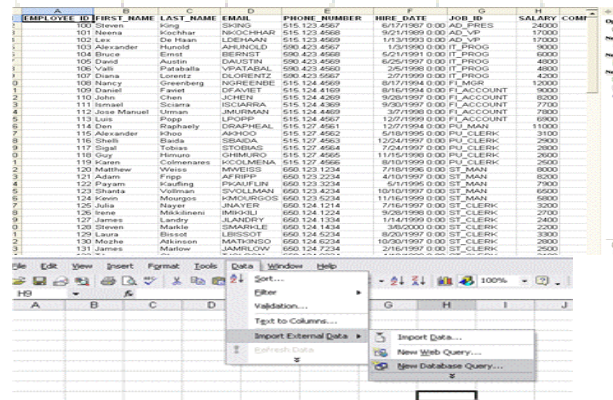 A B C D E F G H
EMPLOYEE_ID FIRST_NAME LAST_NAME EMAIL PHONE_NUMBER HIRE_DATE JOB_ID SALARY COM
100 Steven King SKING 515.123.4567 6/17/1987 0:00 AD_PRES 24000
101 Neena Kochhar NKOCHHAR 515.123.4568 9/21/1989 0:00 AD_VP 17000
102 Lex De Haan LDEHAAN 515.123.4569 1/13/1993 0:00 AD_VP 17000
103 Alexander Hunold AHUNOLD 590.423.4567 1/3/1990 0:00 IT_PROG 9000
104 Bruce Ernst BERNST 590.423.4568 5/21/1991 0:00 IT_PROG 6000
105 David Austin DAUSTIN 590.423.4569 6/25/1997 0:00 IT_PROG 4800
106 Valli Pataballa VPATABAL 590.423.4560 2/5/1998 0:00 IT_PROG 4800
107 Diana Lorentz DLORENTZ 590.423.5567 2/7/1999 0:00 IT_PROG 4200
108 Nancy Greenberg NGREENBE 515.124.4569 8/17/1994 0:00 FI_MGR 12000
109 Daniel Faviet DFAVIET 515.124.4169 8/16/1994 0:00 FI_ACCOUNT 9000
110 John Chen JCHEN 515.124.4269 9/28/1997 0:00 FI_ACCOUNT 8200
111 Ismael Sciarra ISCIARRA 515.124.4369 9/30/1997 0:00 FI_ACCOUNT 7700
112 Jose Manuel Urman JMURMAN 515.124.4469 3/7/1998 0:00 FI_ACCOUNT 7800
113 Luis Popp LPOPP 515.124.4567 12/7/1999 0:00 FI_ACCOUNT 6900
114 Den Raphaely DRAPHEAL 515.127.4561 12/7/1994 0:00 PU_MAN 11000
115 Alexander Khoo AKHOO 515.127.4562 5/18/1995 0:00 PU_CLERK 3100
116 Shelli Baida SBAIDA 515.127.4563 12/24/1997 0:00 PU_CLERK 2900
117 Sigal Tobias STOBIAS 515.127.4564 7/24/1997 0:00 PU_CLERK 2800
118 Guy Himuro GHIMURO 515.127.4565 11/15/1998 0:00 PU_CLERK 2600
119 Karen Colmenares KCOLMENA 515.127.4566 8/10/1999 0:00 PU_CLERK 2500
120 Matthew Weiss MWEISS 650.123.1234 7/18/1996 0:00 ST_MAN 8000
121 Adam Fripp AFRIPP 650.123.2234 4/10/1997 0:00 ST_MAN 8200
122 Payam Kaufling PKAUFLIN 650.123.3234 5/1/1995 0:00 ST_MAN 7900
123 Shanta Vollman SVOLLMAN 650.123.4234 10/10/1997 0:00 ST_MAN 6500
124 Kevin Mourgos KMOURGOS 650.123.5234 11/16/1999 0:00 ST_MAN 5800
125 Julia Nayer JNAYER 650.124.1214 7/16/1997 0:00 ST_CLERK 3200
126 Irene Mikkilineni IMIKKILI 650.124.1224 9/28/1998 0:00 ST_CLERK 2700
127 James Landry JLANDRY 650.124.1334 1/14/1999 0:00 ST_CLERK 2400
128 Steven Markle SMARKLE 650.124.1434 3/8/2000 0:00 ST_CLERK 2200
129 Laura Bissot LBISSOT 650.124.5234 8/20/1997 0:00 ST_CLERK 3300
130 Mozhe Atkinson MATKINSO 650.124.6234 10/30/1997 0:00 ST_CLERK 2800
131 James Marlow JAMRLOW 650.124.7234 2/16/1997 0:00 ST_CLERK 2500
File Edit View Insert Format Tools Data Window Help
100%
H9 fx
A B C D G H I J
Sort...
Filter
Validation...
Text to Columns...
Import External Data
Refresh Data
Import Data...
New Web Query...
New Database Query...